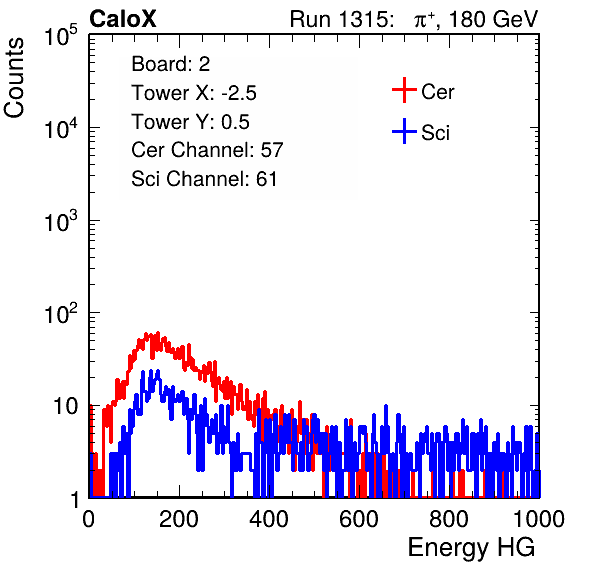 CaloX Run 1315: π⁺, 180 GeV
Counts
10⁵
10⁴
10³
10²
10
1
Board: 2
Tower X: -2.5
Tower Y: 0.5
Cer Channel: 57
Sci Channel: 61
Cer
Sci
0 200 400 600 800 1000
Energy HG